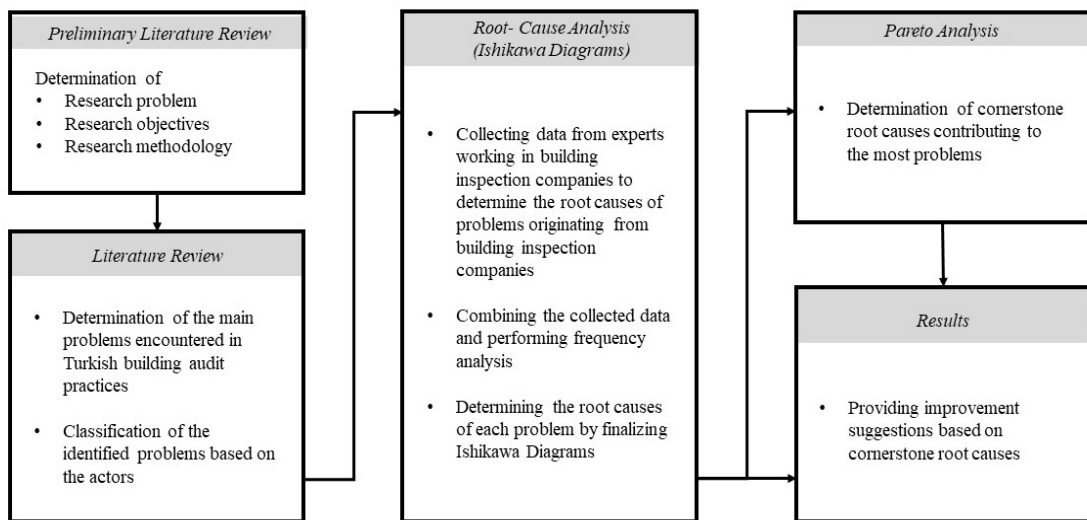 Preliminary Literature Review
Determination of
• Research problem
• Research objectives
• Research methodology
Literature Review
• Determination of the main
problems encountered in
Turkish building audit
practices
• Classification of the
identified problems based on
the actors
Root- Cause Analysis
(Ishikawa Diagrams)
• Collecting data from experts
working in building
inspection companies to
determine the root causes of
problems originating from
building inspection
companies
• Combining the collected data
and performing frequency
analysis
• Determining the root causes
of each problem by finalizing
Ishikawa Diagrams
Pareto Analysis
• Determination of cornerstone
root causes contributing to
the most problems
Results
• Providing improvement
suggestions based on
cornerstone root causes